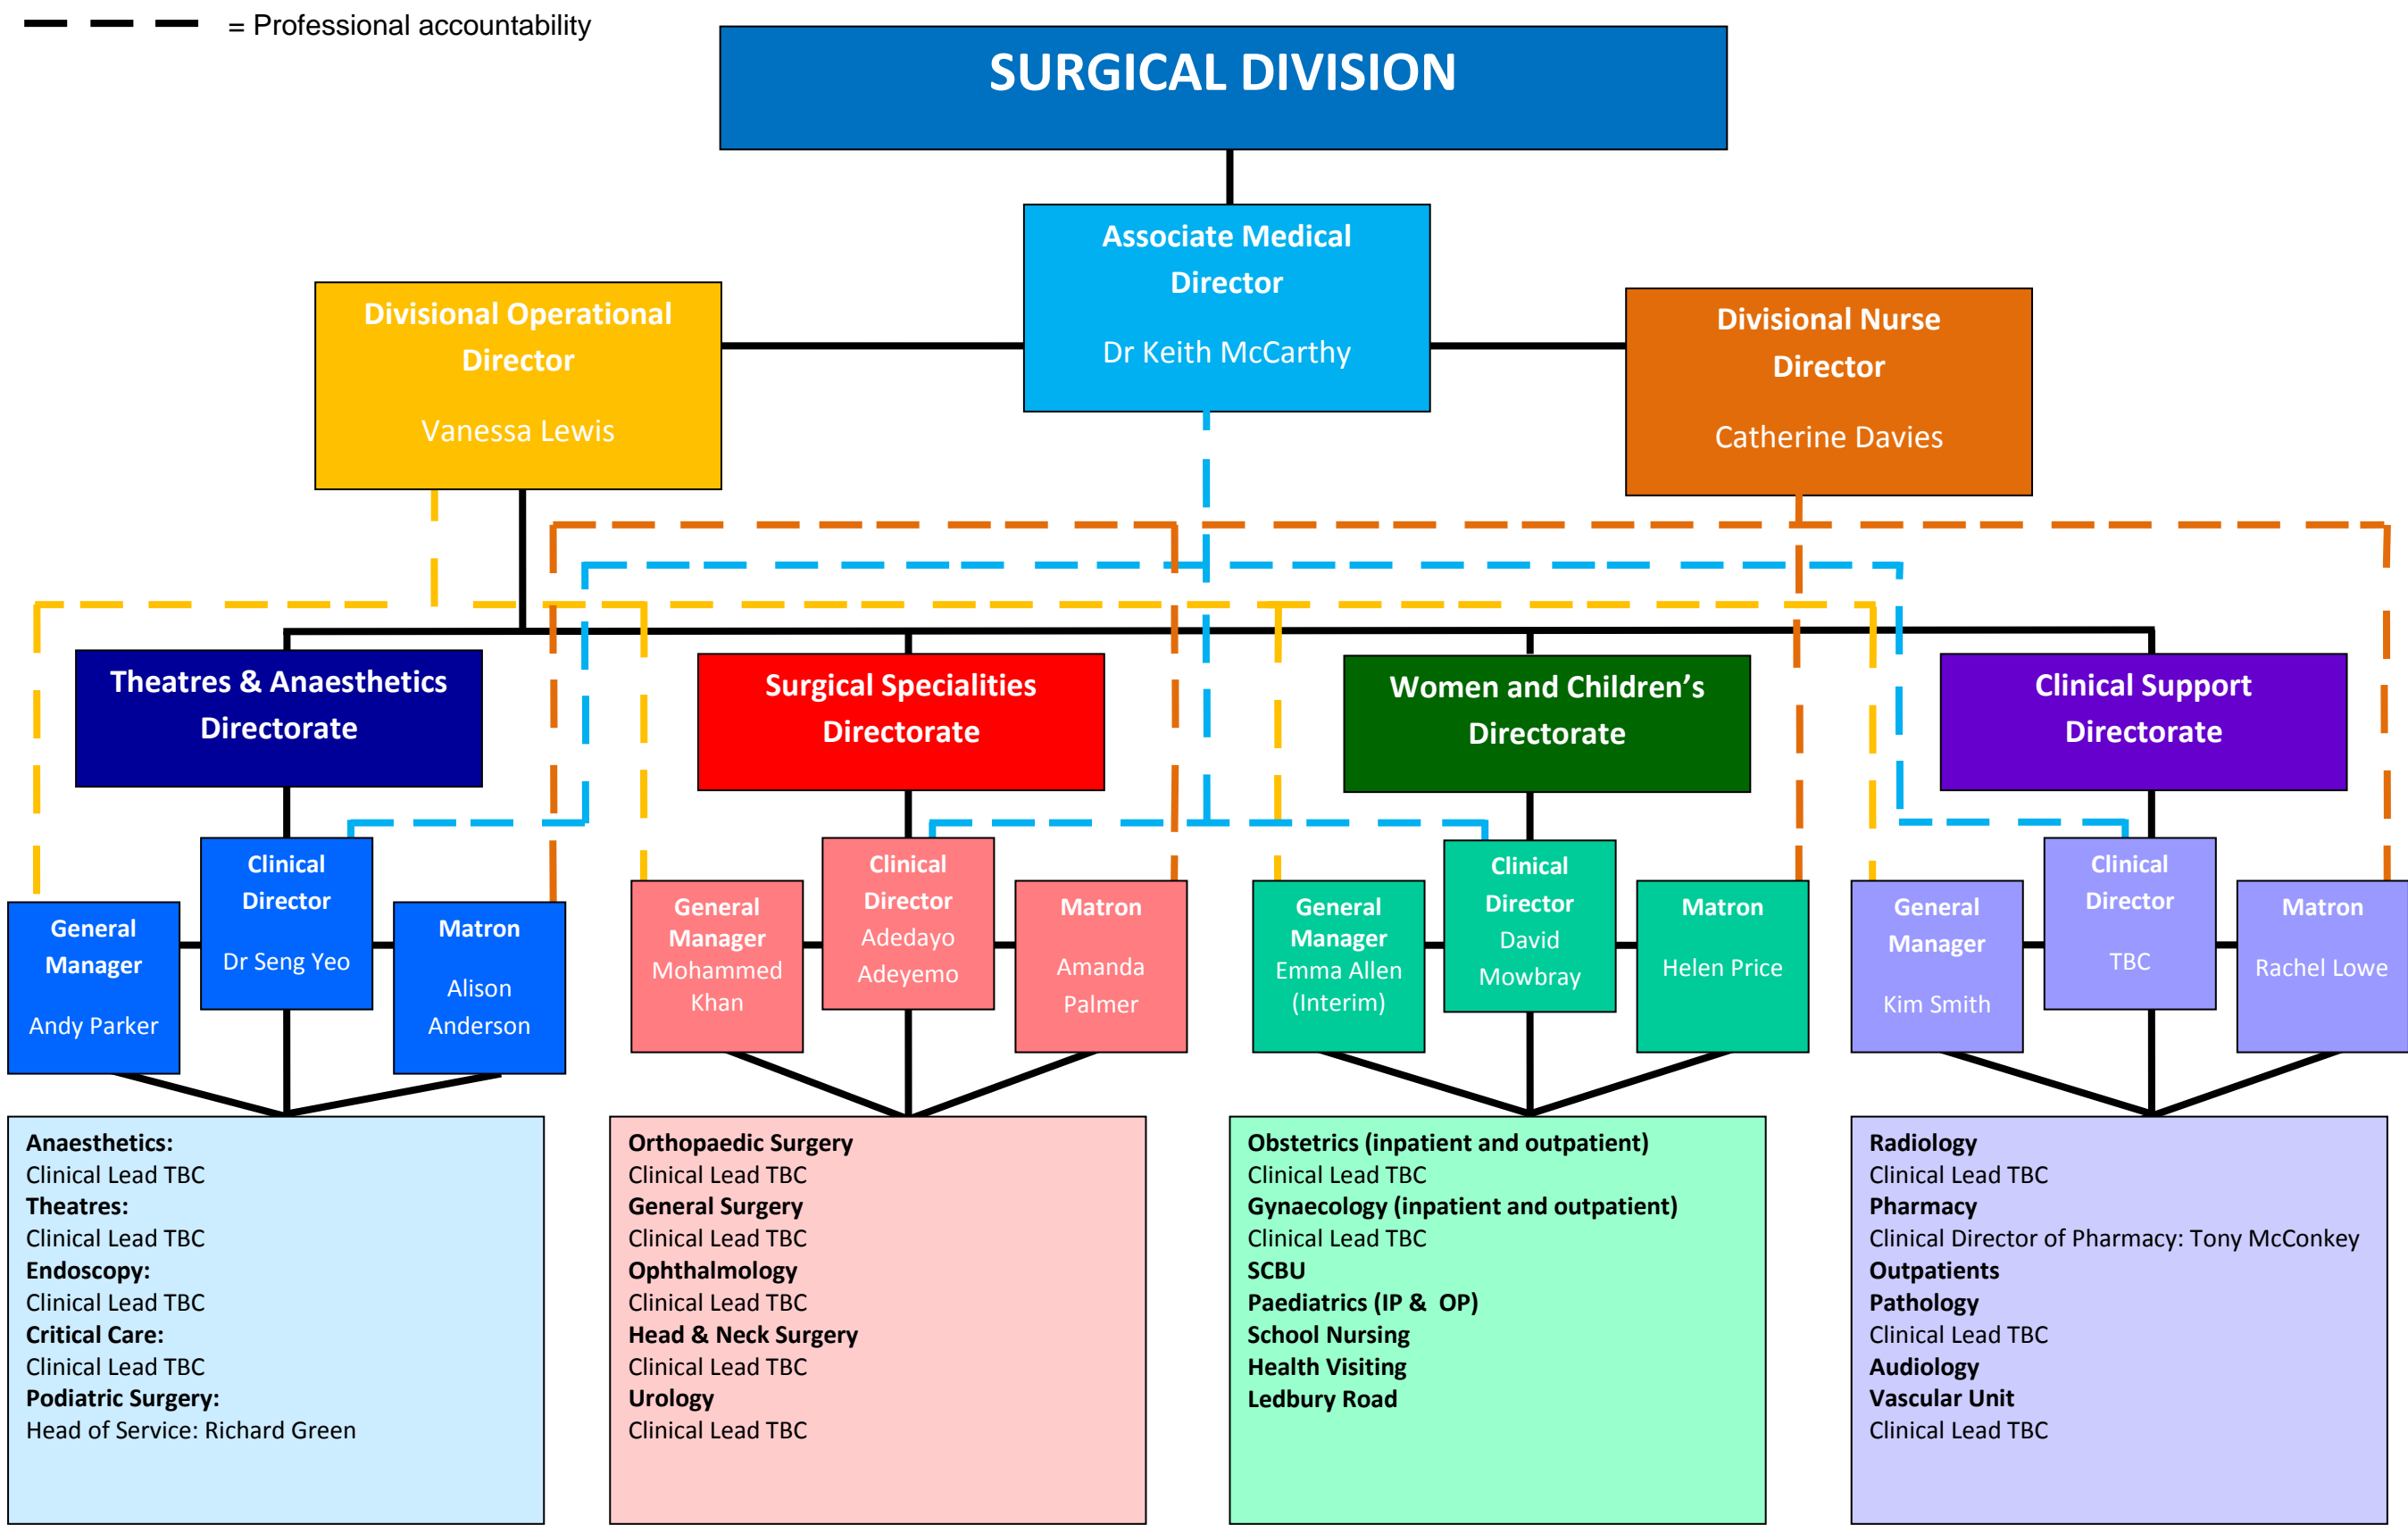 = Professional accountability
SURGICAL DIVISION
Associate Medical
Director
Dr Keith McCarthy
Divisional Operational
Director
Vanessa Lewis
Divisional Nurse
Director
Catherine Davies
Theatres & Anaesthetics
Directorate
Surgical Specialities
Directorate
Women and Children’s
Directorate
Clinical Support
Directorate
General
Manager
Andy Parker
Clinical
Director
Dr Seng Yeo
Matron
Alison
Anderson
General
Manager
Mohammed
Khan
Clinical
Director
Adedayo
Adeyemo
Matron
Amanda
Palmer
General
Manager
Emma Allen
(Interim)
Clinical
Director
David
Mowbray
Matron
Helen Price
General
Manager
Kim Smith
Clinical
Director
TBC
Matron
Rachel Lowe
Anaesthetics:
Clinical Lead TBC
Theatres:
Clinical Lead TBC
Endoscopy:
Clinical Lead TBC
Critical Care:
Clinical Lead TBC
Podiatric Surgery:
Head of Service: Richard Green
Orthopaedic Surgery
Clinical Lead TBC
General Surgery
Clinical Lead TBC
Ophthalmology
Clinical Lead TBC
Head & Neck Surgery
Clinical Lead TBC
Urology
Clinical Lead TBC
Obstetrics (inpatient and outpatient)
Clinical Lead TBC
Gynaecology (inpatient and outpatient)
Clinical Lead TBC
SCBU
Paediatrics (IP & OP)
School Nursing
Health Visiting
Ledbury Road
Radiology
Clinical Lead TBC
Pharmacy
Clinical Director of Pharmacy: Tony McConkey
Outpatients
Pathology
Clinical Lead TBC
Audiology
Vascular Unit
Clinical Lead TBC